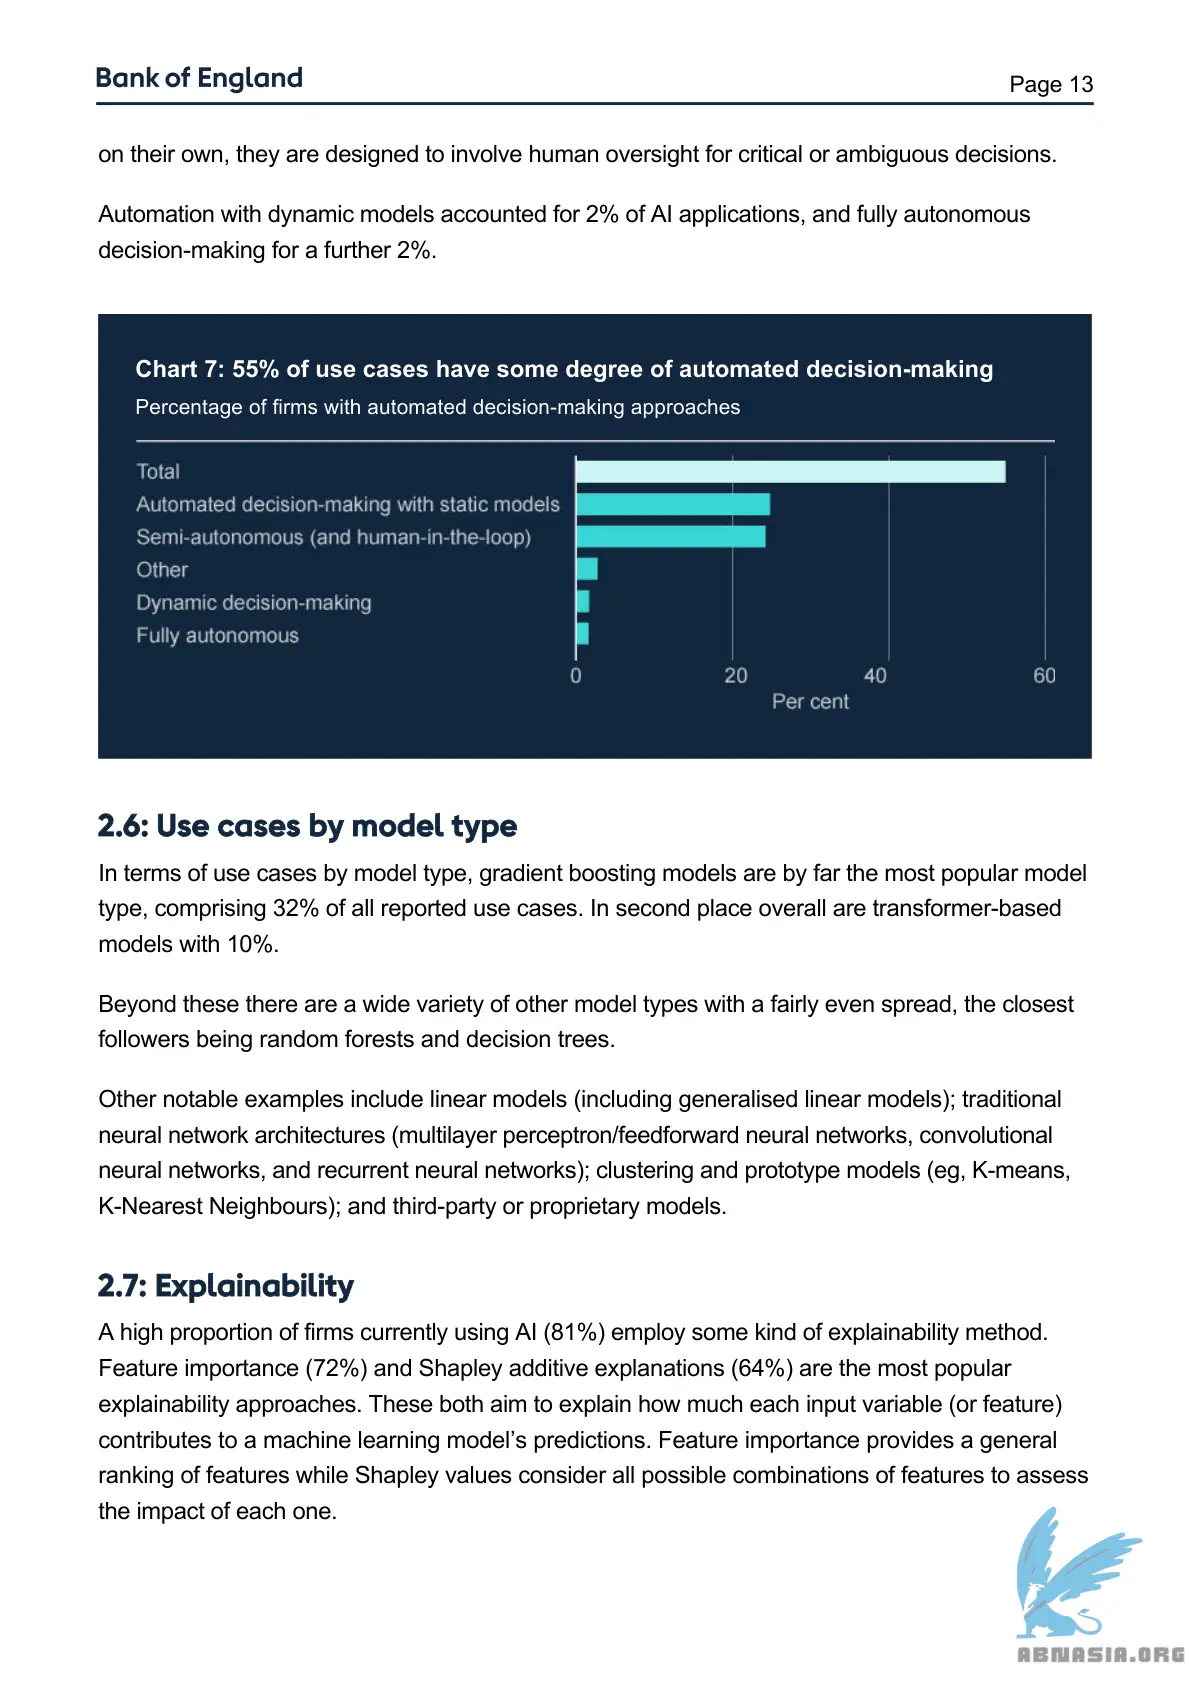 Bank of England
Page 13
on their own, they are designed to involve human oversight for critical or ambiguous decisions.
Automation with dynamic models accounted for 2% of AI applications, and fully autonomous
decision-making for a further 2%.
Chart 7: 55% of use cases have some degree of automated decision-making
Percentage of firms with automated decision-making approaches
Total
Automated decision-making with static models
Semi-autonomous (and human-in-the-loop)
Other
Dynamic decision-making
Fully autonomous
0 20 40 60
Per cent
2.6: Use cases by model type
In terms of use cases by model type, gradient boosting models are by far the most popular model
type, comprising 32% of all reported use cases. In second place overall are transformer-based
models with 10%.
Beyond these there are a wide variety of other model types with a fairly even spread, the closest
followers being random forests and decision trees.
Other notable examples include linear models (including generalised linear models); traditional
neural network architectures (multilayer perceptron/feedforward neural networks, convolutional
neural networks, and recurrent neural networks); clustering and prototype models (eg, K-means,
K-Nearest Neighbours); and third-party or proprietary models.
2.7: Explainability
A high proportion of firms currently using AI (81%) employ some kind of explainability method.
Feature importance (72%) and Shapley additive explanations (64%) are the most popular
explainability approaches. These both aim to explain how much each input variable (or feature)
contributes to a machine learning model’s predictions. Feature importance provides a general
ranking of features while Shapley values consider all possible combinations of features to assess
the impact of each one.
ABNASIA.ORG